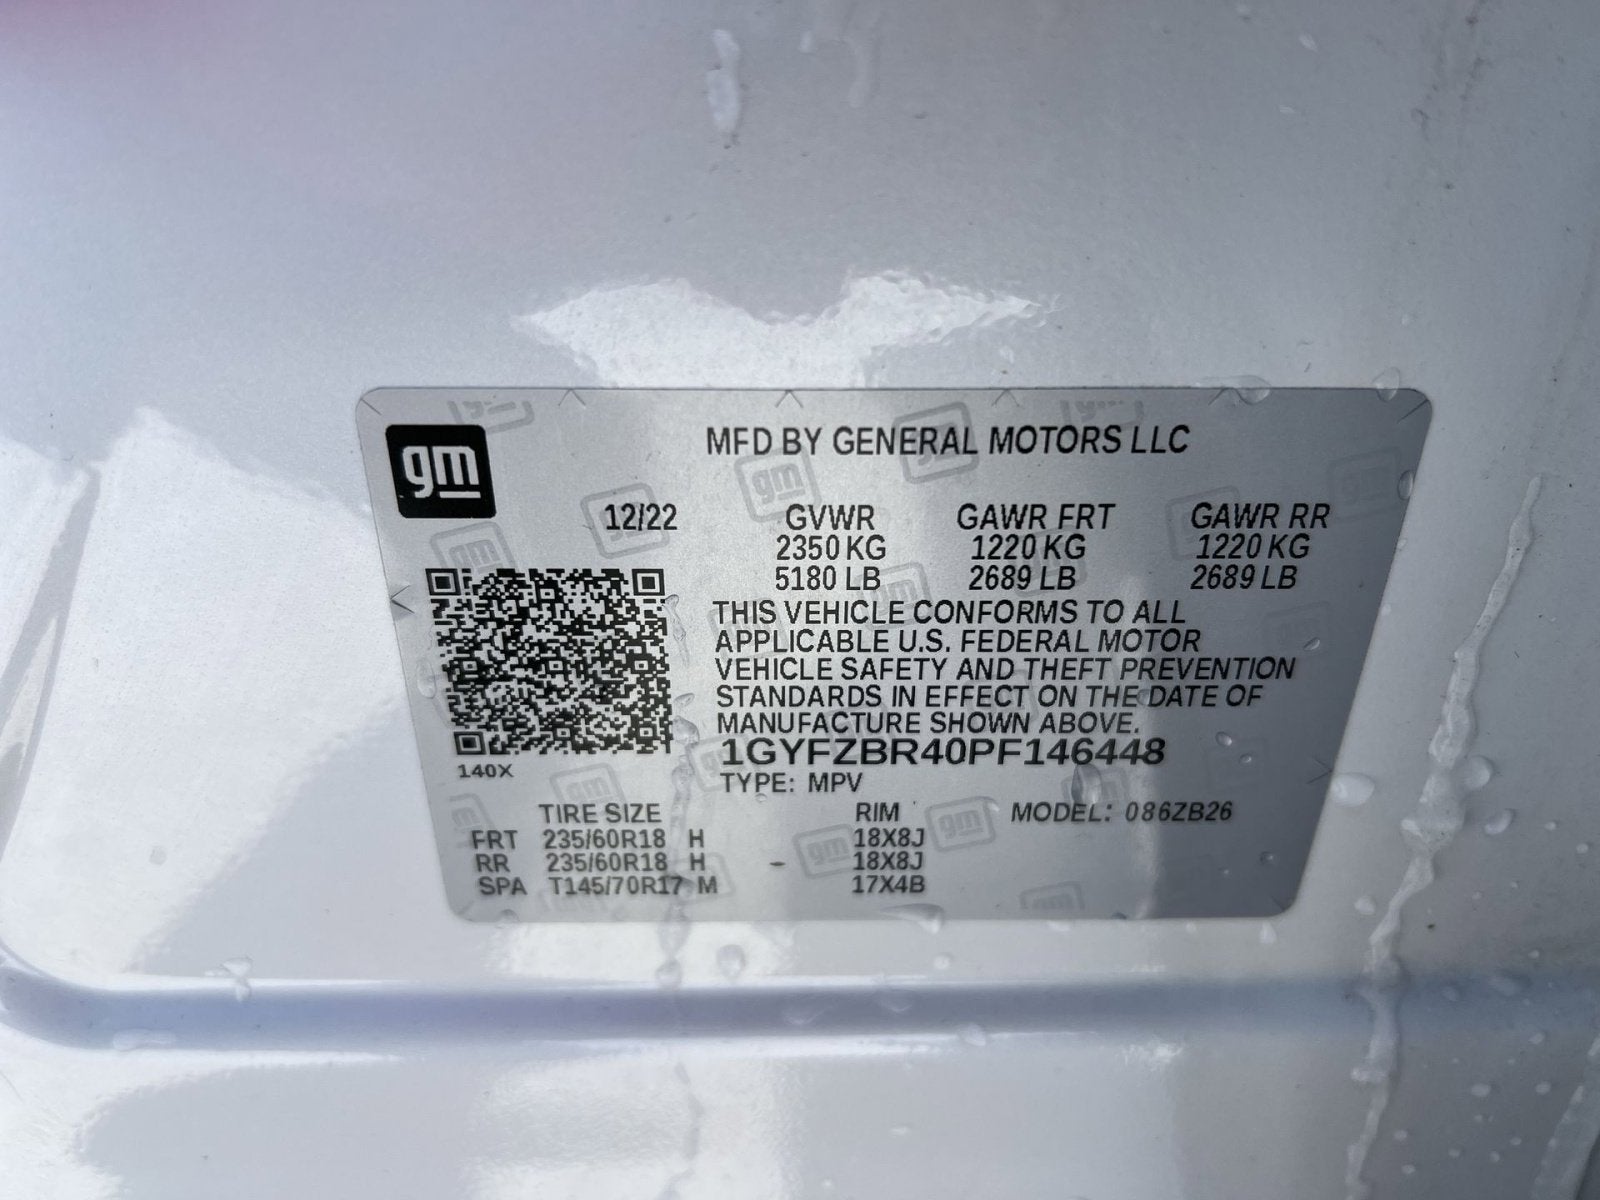 gm
MFD BY GENERAL MOTORS LLC
12/22 GVWR GAWR FRT GAWR RR
2350 KG 1220 KG 1220 KG
5180 LB 2689 LB 2689 LB
THIS VEHICLE CONFORMS TO ALL
APPLICABLE U.S. FEDERAL MOTOR
VEHICLE SAFETY AND THEFT PREVENTION
STANDARDS IN EFFECT ON THE DATE OF
MANUFACTURE SHOWN ABOVE.
1GYFZBR40PF146448
140X
TYPE: MPV
TIRE SIZE RIM MODEL: 086ZB26
FRT 235/60R18 H 18X8J
RR 235/60R18 H - 18X8J
SPA T145/70R17 M 17X4B